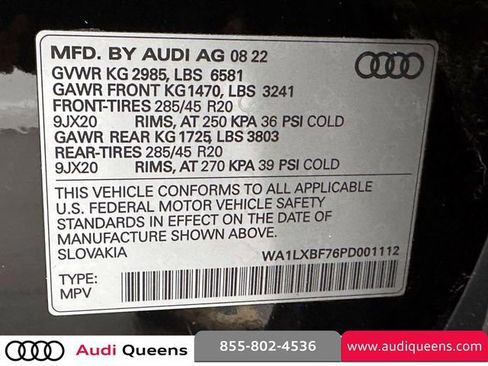 MFD. BY AUDI AG 08 22
GVWR KG 2985, LBS 6581
GAWR FRONT KG1470, LBS 3241
FRONT-TIRES 285/45 R20
9JX20 RIMS, AT 250 KPA 36 PSI COLD
GAWR REAR KG 1725, LBS 3803
REAR-TIRES 285/45 R20
9JX20 RIMS, AT 270 KPA 39 PSI COLD
THIS VEHICLE CONFORMS TO ALL APPLICABLE
U.S. FEDERAL MOTOR VEHICLE SAFETY
STANDARDS IN EFFECT ON THE DATE OF
MANUFACTURE SHOWN ABOVE.
SLOVAKIA WA1LXBF76PD001112
TYPE:
MPV
Audi Queens 855-802-4536 www.audiqueens.com